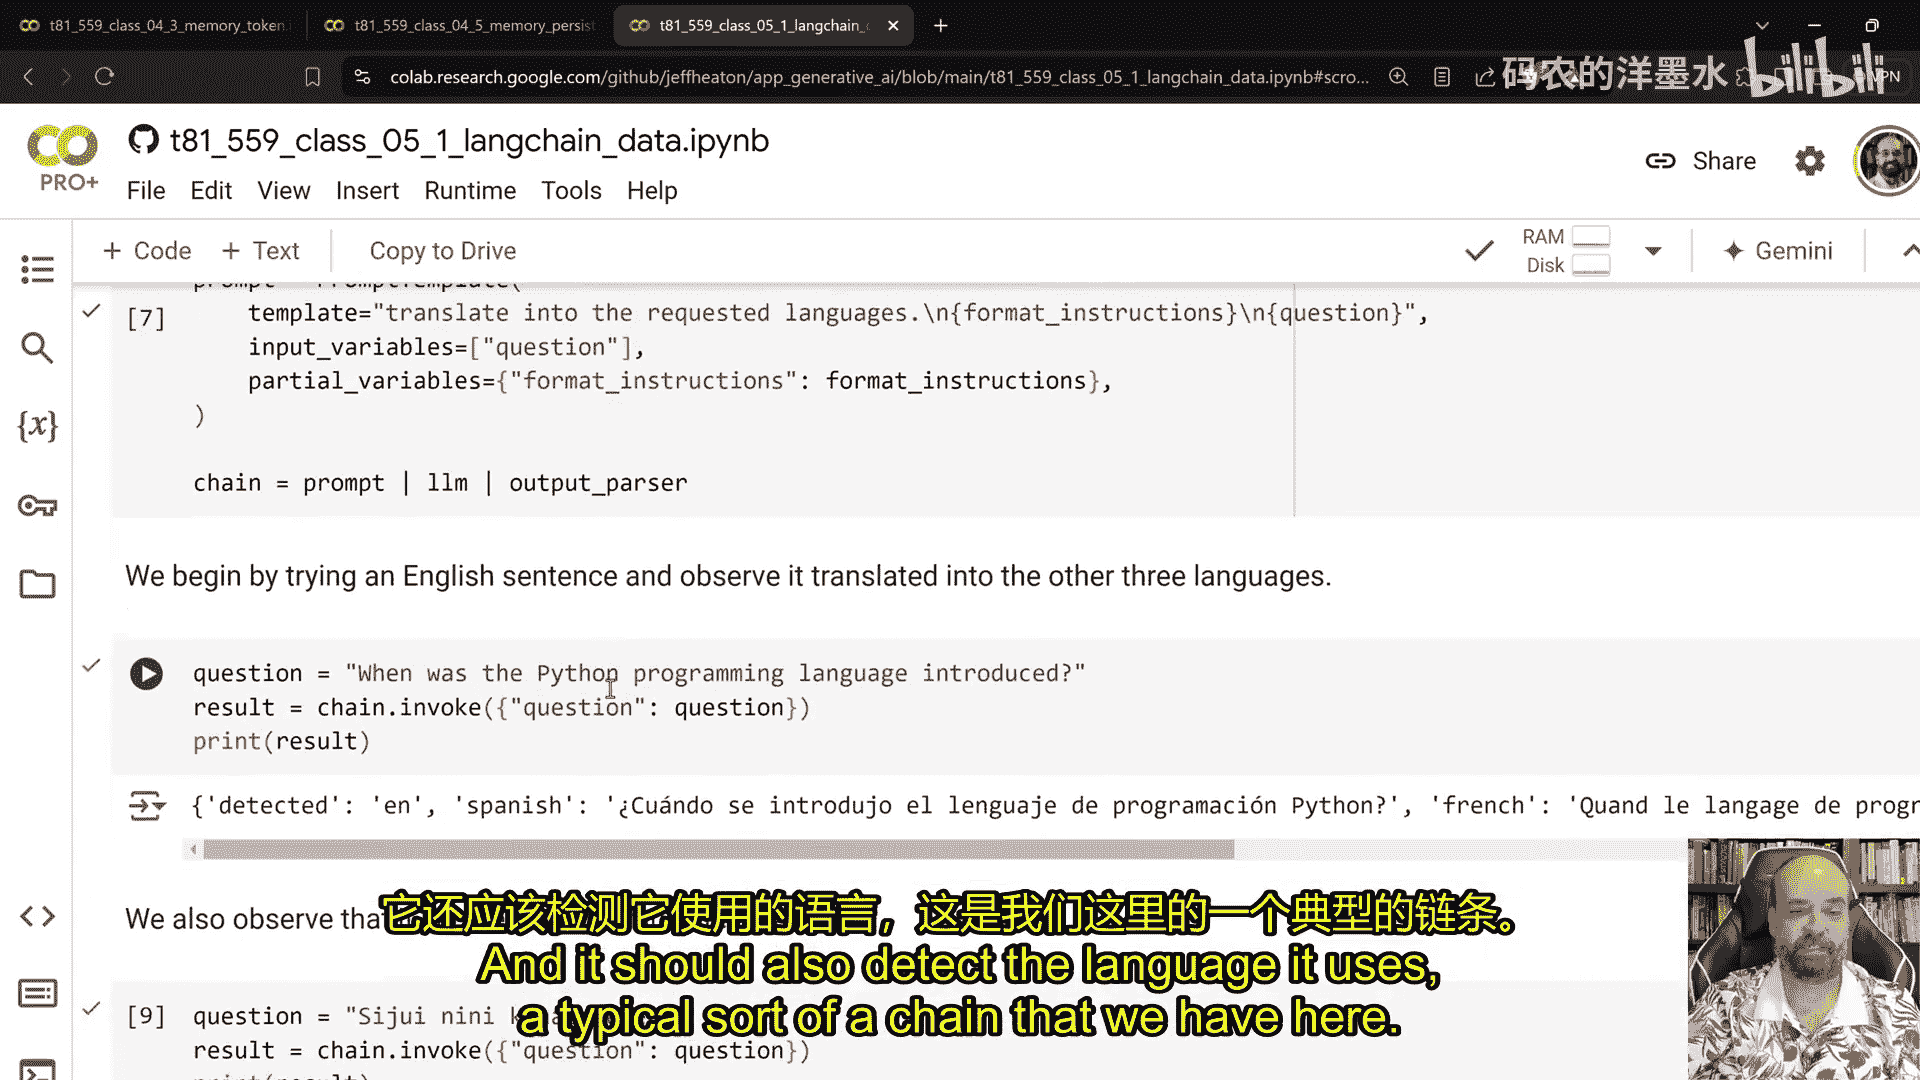 t81_559_class_04_3_memory_token.i
t81_559_class_04_5_memory_persist
t81_559_class_05_1_langchain_
colab.research.google.com/github/jeffheaton/app_generative_ai/blob/main/t81_559_class_05_1_langchain_data.ipynb#scro...
VPN
码农的洋墨水 bilibili
t81_559_class_05_1_langchain_data.ipynb
PRO+
Share
File Edit View Insert Runtime Tools Help
+ Code + Text Copy to Drive
RAM
Disk
Gemini
prompt = PromptTemplate(
[7] template="translate into the requested languages.\n{format_instructions}\n{question}",
input_variables=["question"],
partial_variables={"format_instructions": format_instructions},
)
chain = prompt | llm | output_parser
We begin by trying an English sentence and observe it translated into the other three languages.
question = "When was the Python programming language introduced?"
result = chain.invoke({"question": question})
print(result)
{'detected': 'en', 'spanish': '¿Cuándo se introdujo el lenguaje de programación Python?', 'french': 'Quand le langage de progr
We also observe tha
它还应该检测它使用的语言，这是我们这里的一个典型的链条。
And it should also detect the language it uses,
a typical sort of a chain that we have here.
[9] question = "Sijui nini k
result = chain.invoke({"question": question})
print(result)